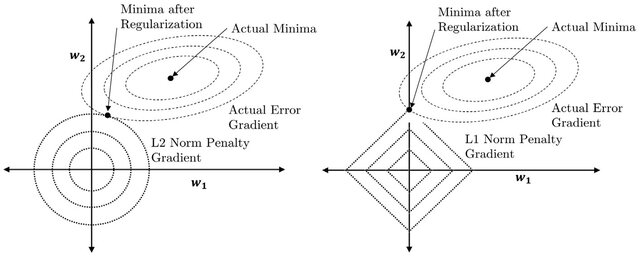 Minima after
Regularization
Actual Minima
w2
Actual Error
Gradient
L2 Norm Penalty
Gradient
w1
Minima after
Regularization
Actual Minima
w2
Actual Error
Gradient
L1 Norm Penalty
Gradient
w1